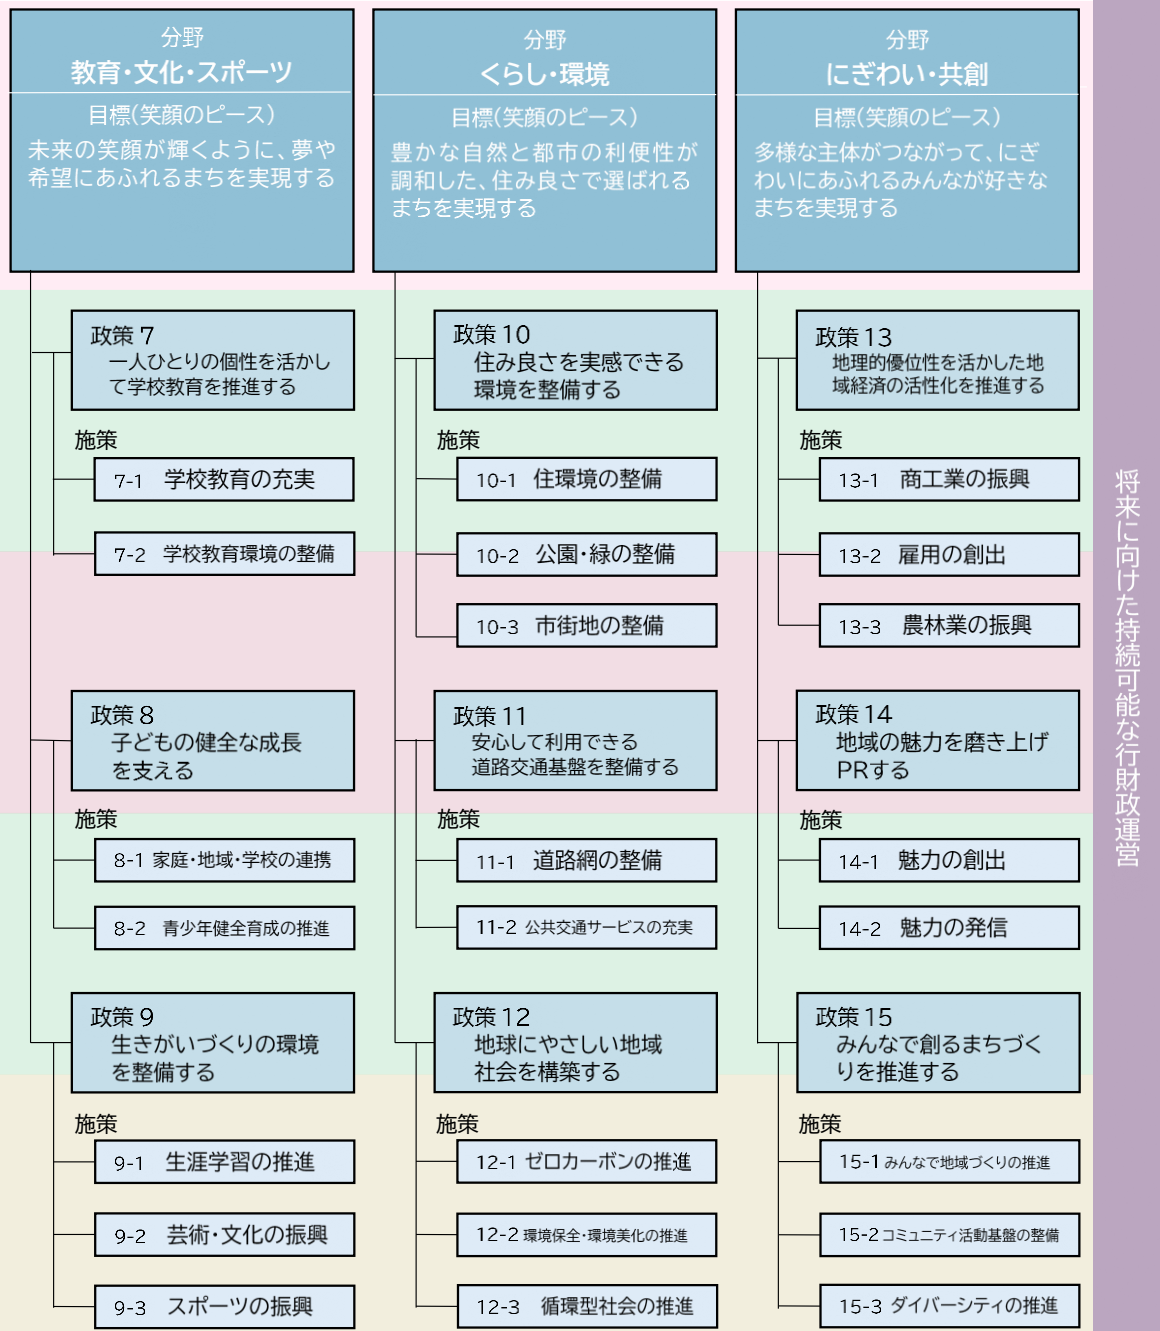 分野
教育・文化・スポーツ
目標(笑顔のピース)
未来の笑顔が輝くように、夢や
希望にあふれるまちを実現する
政策 7
一人ひとりの個性を活かし
て学校教育を推進する
施策
7-1 学校教育の充実
7-2 学校教育環境の整備
政策 8
子どもの健全な成長
を支える
施策
8-1 家庭・地域・学校の連携
8-2 青少年健全育成の推進
政策 9
生きがいづくりの環境
を整備する
施策
9-1 生涯学習の推進
9-2 芸術・文化の振興
9-3 スポーツの振興
分野
くらし・環境
目標(笑顔のピース)
豊かな自然と都市の利便性が
調和した、住み良さで選ばれる
まちを実現する
政策 10
住み良さを実感できる
環境を整備する
施策
10-1 住環境の整備
10-2 公園・緑の整備
10-3 市街地の整備
政策 11
安心して利用できる
道路交通基盤を整備する
施策
11-1 道路網の整備
11-2 公共交通サービスの充実
政策 12
地球にやさしい地域
社会を構築する
施策
12-1 ゼロカーボンの推進
12-2 環境保全・環境美化の推進
12-3 循環型社会の推進
分野
にぎわい・共創
目標(笑顔のピース)
多様な主体がつながって、にぎ
わいにあふれるみんなが好きな
まちを実現する
政策 13
地理的優位性を活かした地
域経済の活性化を推進する
施策
13-1 商工業の振興
13-2 雇用の創出
13-3 農林業の振興
政策 14
地域の魅力を磨き上げ
PRする
施策
14-1 魅力の創出
14-2 魅力の発信
政策 15
みんなで創るまちづく
りを推進する
施策
15-1 みんなで地域づくりの推進
15-2 コミュニティ活動基盤の整備
15-3 ダイバーシティの推進
将来に向けた持続可能な行財政運営